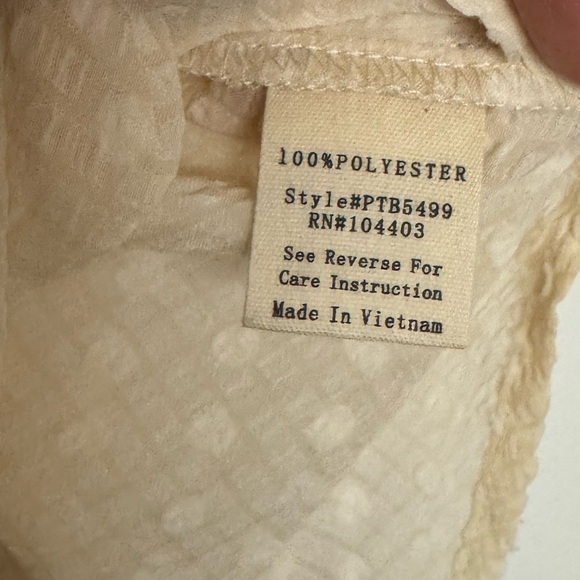 100%POLYESTER
Style#PTB5499
RN#104403
See Reverse For
Care Instruction
Made In Vietnam